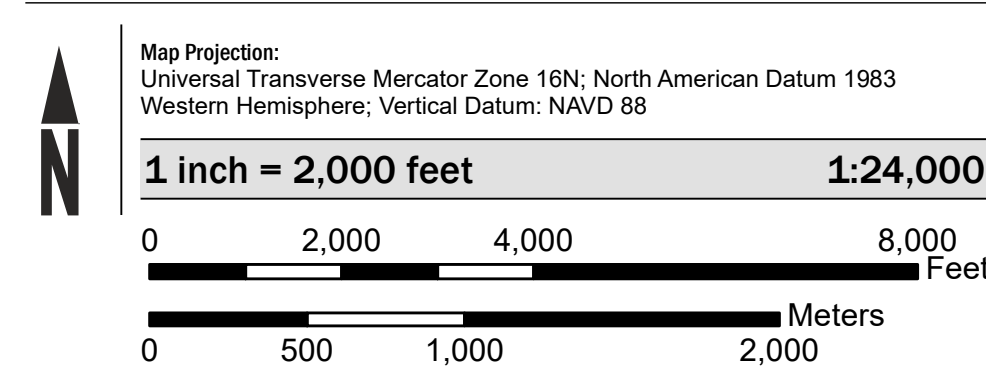 N
Map Projection:
Universal Transverse Mercator Zone 16N; North American Datum 1983
Western Hemisphere; Vertical Datum: NAVD 88
1 inch = 2,000 feet 1:24,000
0 2,000 4,000 8,000
Feet
Meters
0 500 1,000 2,000